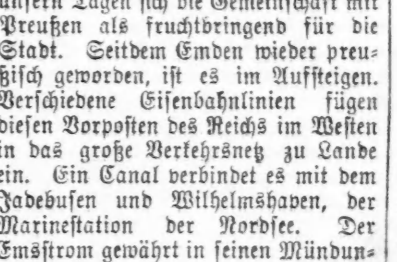 unsern Tagen sich die Gemeinschaft mit
Preußen als fruchtbringend für die
Stadt. Seitdem Emden wieder preu⸗
ßisch geworden, ist es im Aufsteigen.
Verschiedene Eisenbahnlinien fügen
diesen Vorposten des Reichs im Westen
in das große Verkehrsnetz zu Lande
ein. Ein Canal verbindet es mit dem
Jadebusen und Wilhelmshaven, der
Marinestation der Nordsee. Der
Emsstrom gewährt in seinen Mündun⸗